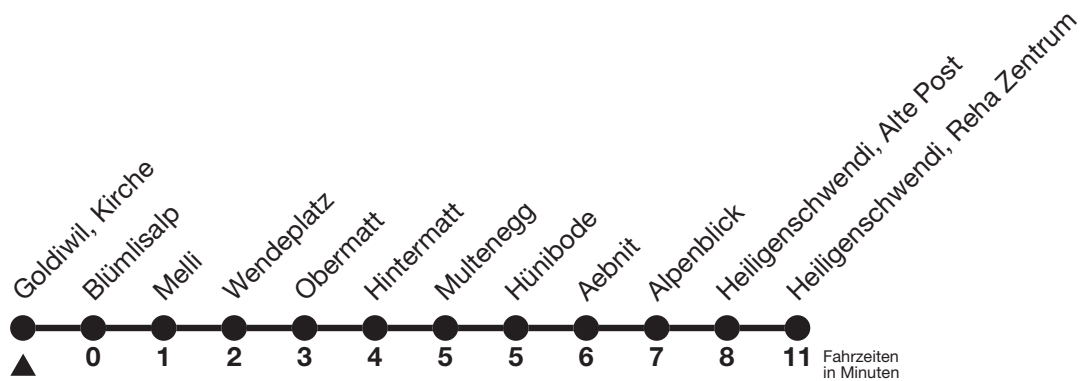 Goldiwil, Kirche
Blümlisalp
Melli
Wendeplatz
Obermatt
Hintermatt
Multenegg
Hünibode
Aebnit
Alpenblick
Heiligenschwendi, Alte Post
Heiligenschwendi, Reha Zentrum
0 1 2 3 4 5 5 6 7 8 11 Fahrzeiten
in Minuten